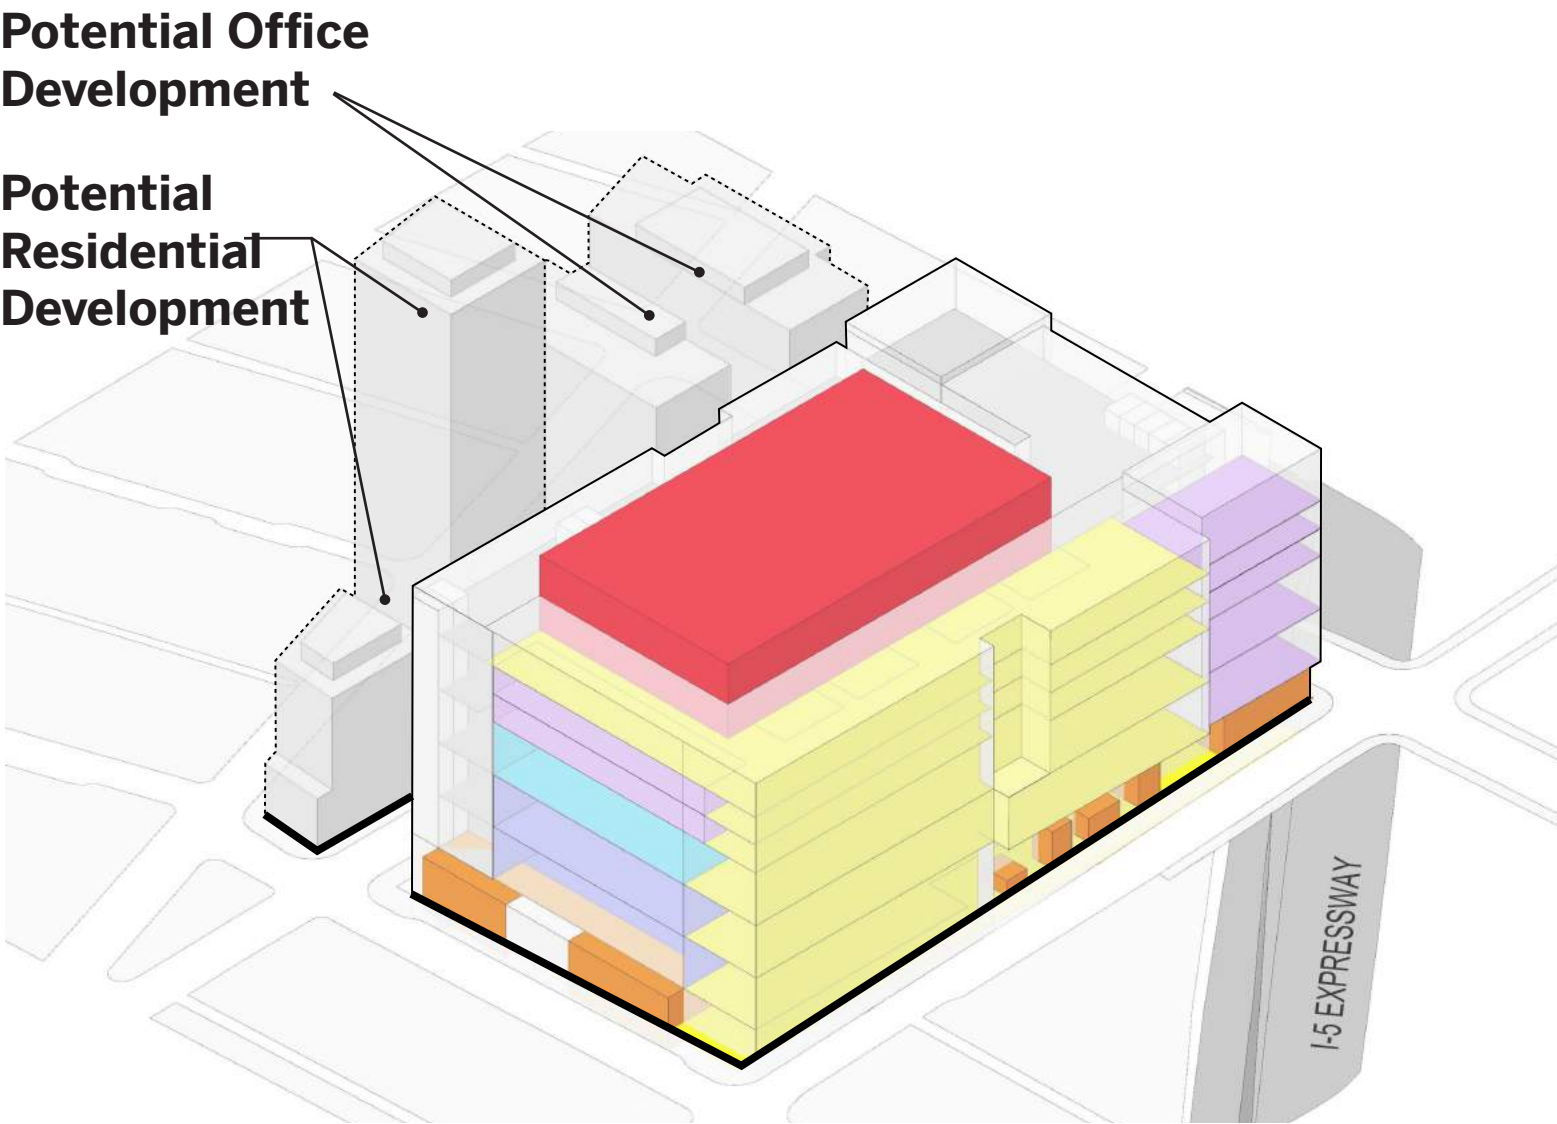 Potential Office
Development
Potential
Residential
Development
I-5 EXPRESSWAY